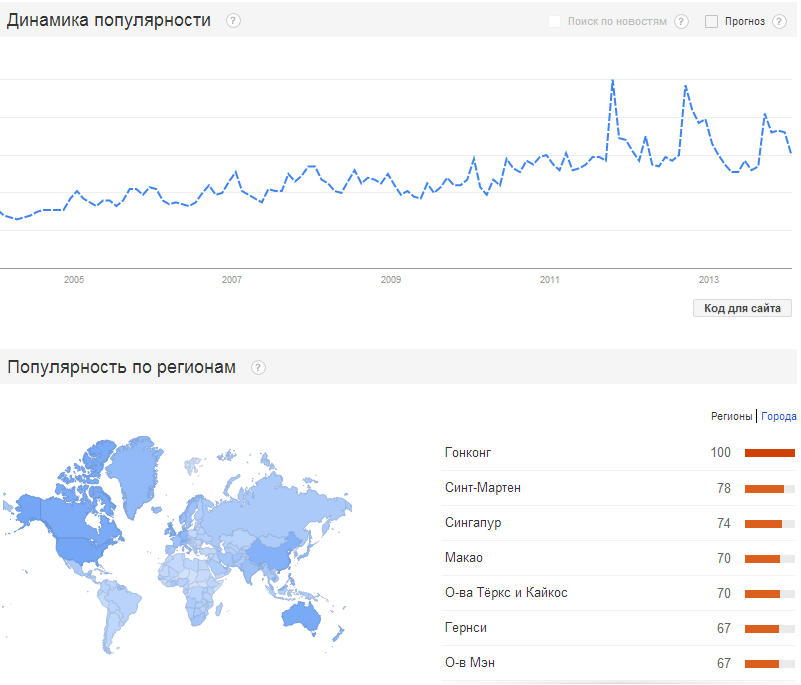 Динамика популярности ?
Поиск по новостям ? Прогноз ?
2005 2007 2009 2011 2013
Код для сайта
Популярность по регионам ?
Регионы | Города
Гонконг 100
Синт-Мартен 78
Сингапур 74
Макао 70
О-ва Тёркс и Кайкос 70
Гернси 67
О-в Мэн 67